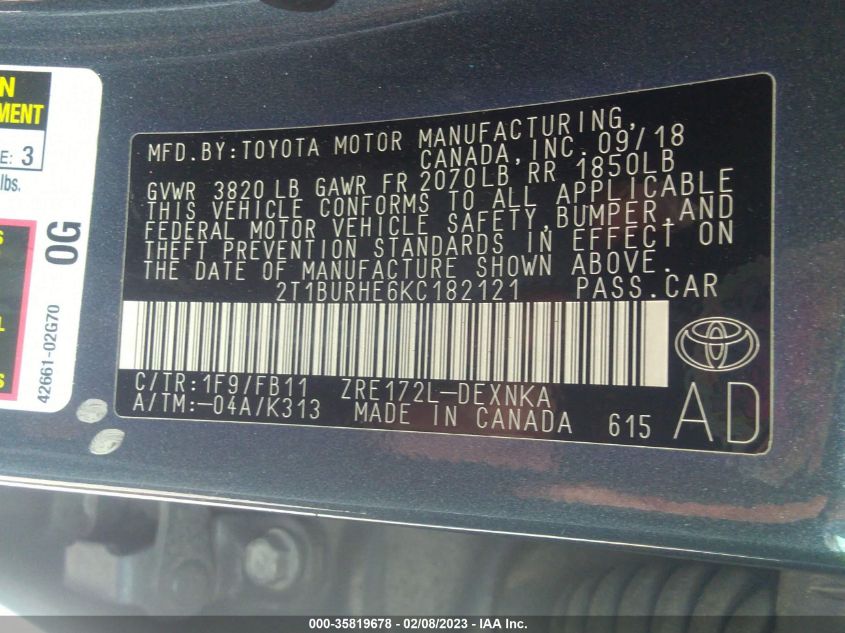 N
MENT
E: 3
lbs.
S
L
S
OG
42661-02G70
MFD.BY:TOYOTA MOTOR MANUFACTURING,
CANADA,INC. 09/18
GVWR 3820 LB GAWR FR 2070LB RR 1850LB
THIS VEHICLE CONFORMS TO ALL APPLICABLE
FEDERAL MOTOR VEHICLE SAFETY,BUMPER,AND
THEFT PREVENTION STANDARDS IN EFFECT ON
THE DATE OF MANUFACTURE SHOWN ABOVE.
2T1BURHE6KC182121 PASS.CAR
C/TR:1F9/FB11 ZRE172L-DEXNKA
A/TM:-04A/K313 MADE IN CANADA 615
AD
000-35819678 - 02/08/2023 - IAA Inc.